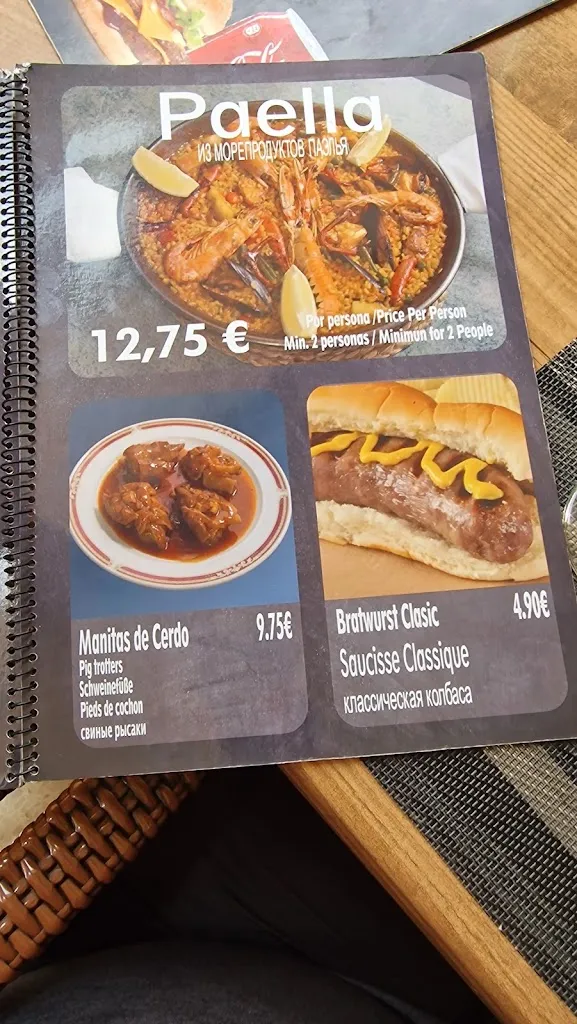 Paella
ИЗ МОРЕПРОДУКТОВ ПАЭЛЬЯ
12,75 €
Por persona /Price Per Person
Min. 2 personas / Minimun for 2 People
Manitas de Cerdo 9.75€
Pig trotters
Schweinefüße
Pieds de cochon
свиные рысаки
Bratwurst Clasic 4.90€
Saucisse Classique
классическая колбаса